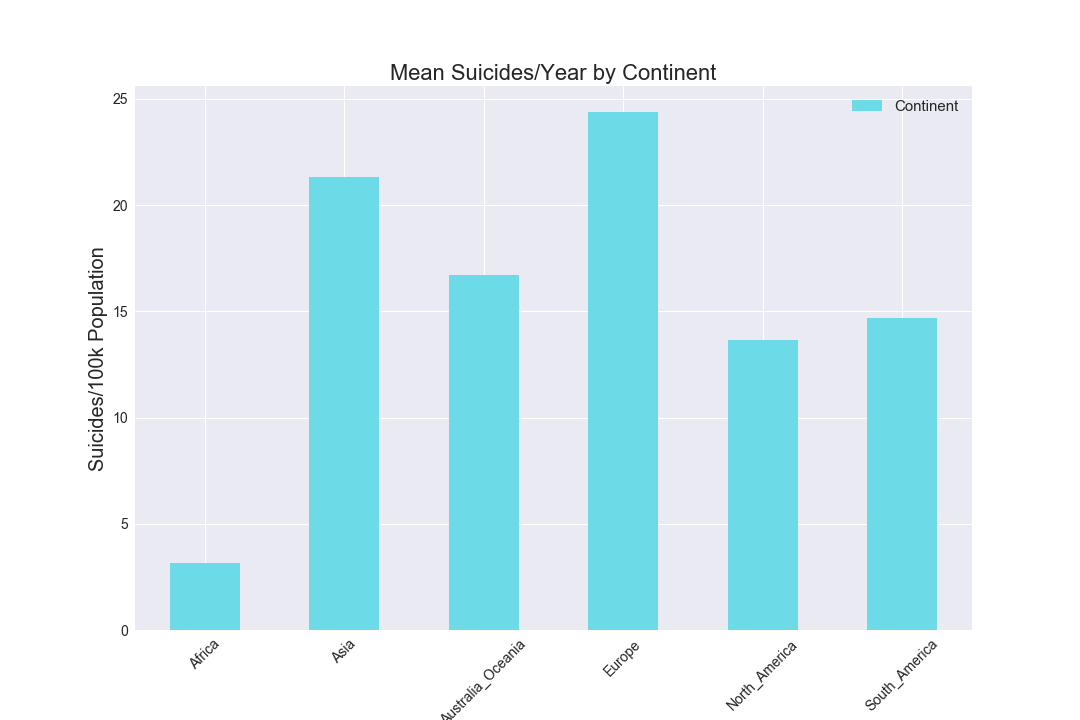 Mean Suicides/Year by Continent
Continent
Suicides/100k Population
25
20
15
10
5
0
Africa
Asia
Australia_Oceania
Europe
North_America
South_America